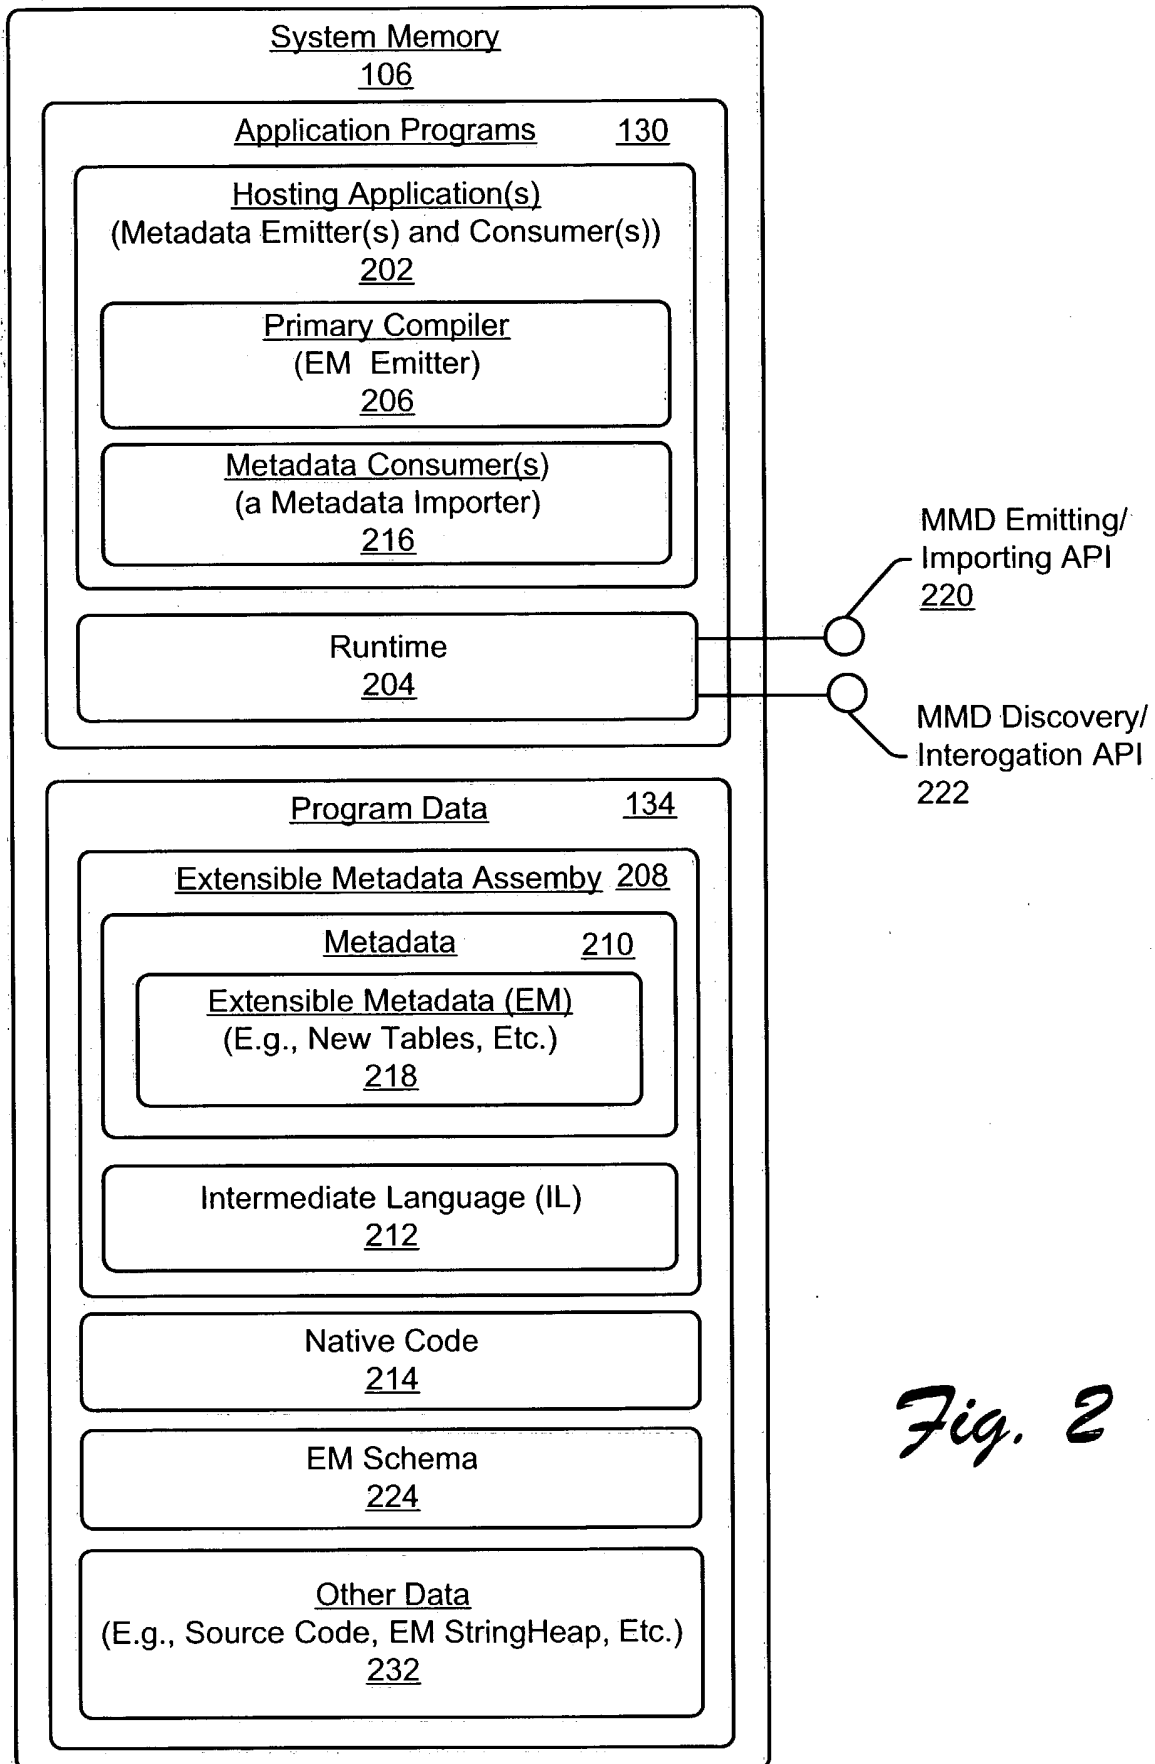 System Memory
106
Application Programs 130
Hosting Application(s)
(Metadata Emitter(s) and Consumer(s))
202
Primary Compiler
(EM Emitter)
206
Metadata Consumer(s)
(a Metadata Importer)
216
Runtime
204
MMD Emitting/
Importing API
220
MMD Discovery/
Interogation API
222
Program Data 134
Extensible Metadata Assemby 208
Metadata 210
Extensible Metadata (EM)
(E.g., New Tables, Etc.)
218
Intermediate Language (IL)
212
Native Code
214
EM Schema
224
Other Data
(E.g., Source Code, EM StringHeap, Etc.)
232
Fig. 2